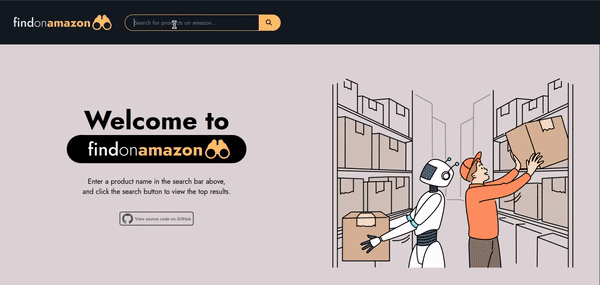 findonamazon
Search for products on amazon...
Welcome to
findonamazon
Enter a product name in the search bar above,
and click the search button to view the top results.
View source code on GitHub